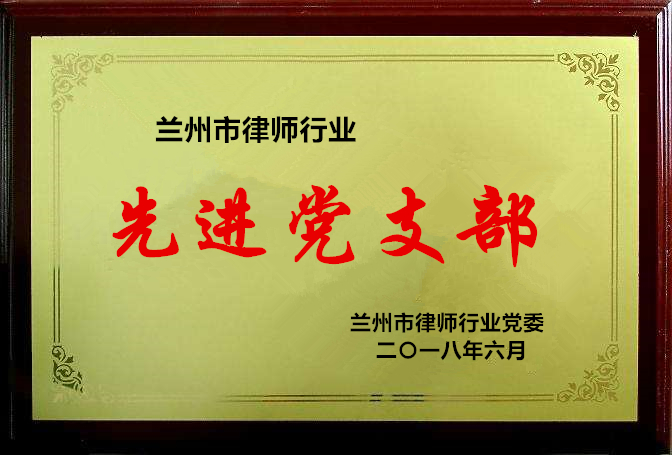 兰州市律师行业
先进党支部
兰州市律师行业党委
二〇一八年六月